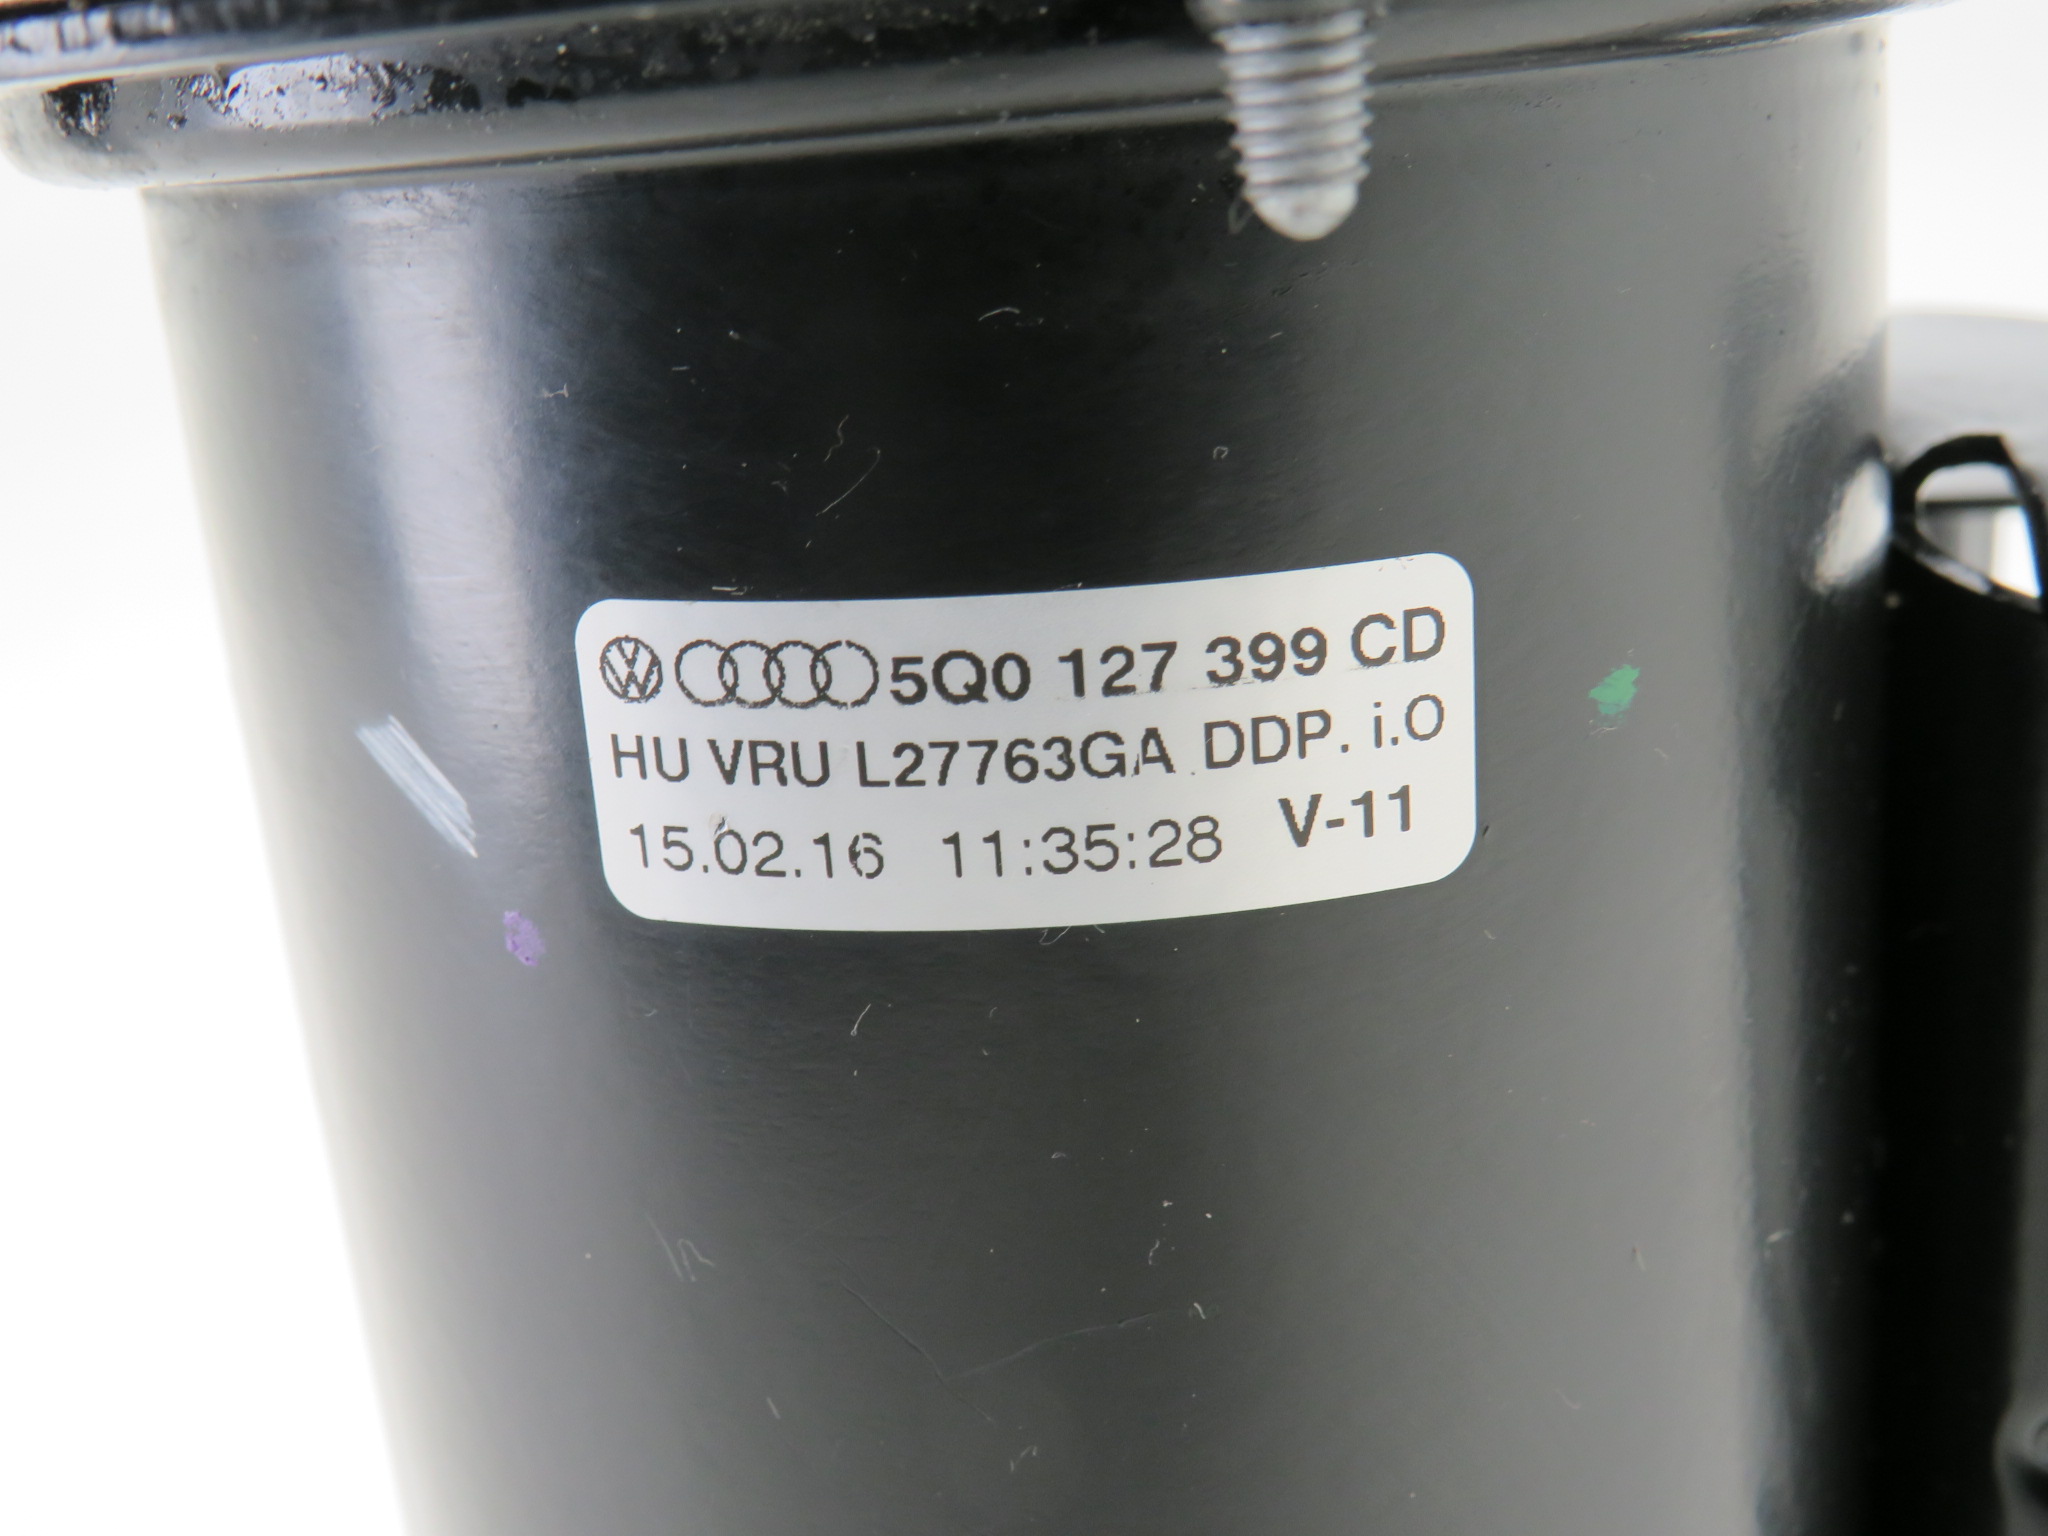 5Q0 127 399 CD
HU VRU L27763GA DDP. i.O
15.02.16 11:35:28 V-11